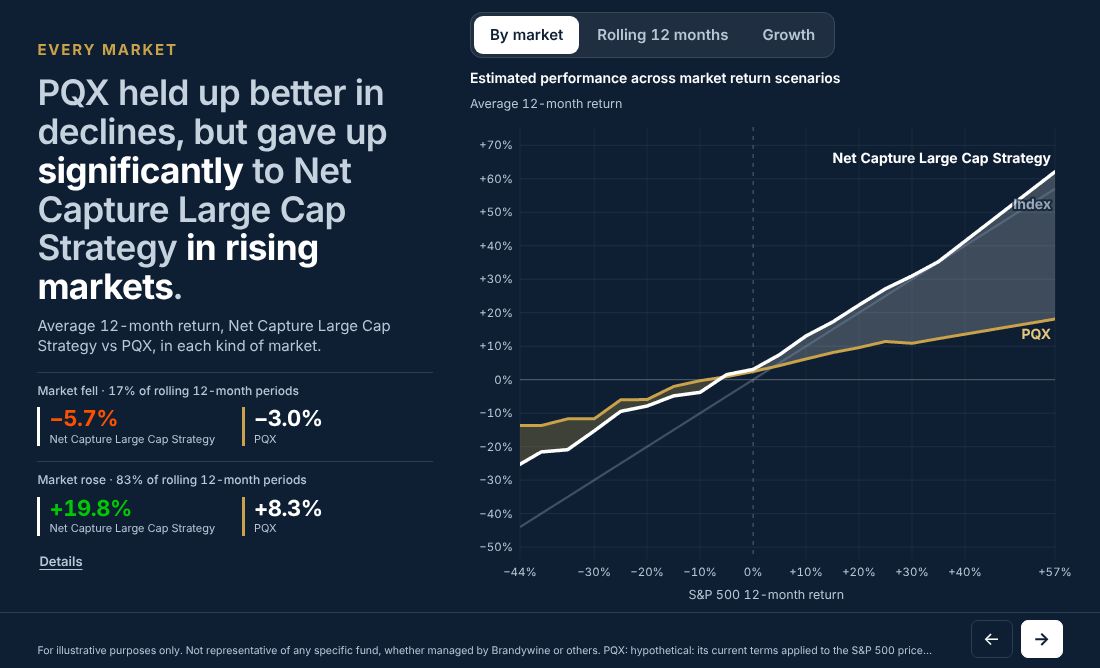 EVERY MARKET
PQX held up better in
declines, but gave up
significantly to Net
Capture Large Cap
Strategy in rising
markets.
Average 12-month return, Net Capture Large Cap
Strategy vs PQX, in each kind of market.
Market fell · 17% of rolling 12-month periods
−5.7%
Net Capture Large Cap Strategy
−3.0%
PQX
Market rose · 83% of rolling 12-month periods
+19.8%
Net Capture Large Cap Strategy
+8.3%
PQX
Details
By market
Rolling 12 months
Growth
Estimated performance across market return scenarios
Average 12-month return
+70%
+60%
+50%
+40%
+30%
+20%
+10%
0%
−10%
−20%
−30%
−40%
−50%
Net Capture Large Cap Strategy
Index
PQX
−44% −30% −20% −10% 0% +10% +20% +30% +40% +57%
S&P 500 12-month return
For illustrative purposes only. Not representative of any specific fund, whether managed by Brandywine or others. PQX: hypothetical: its current terms applied to the S&P 500 price...